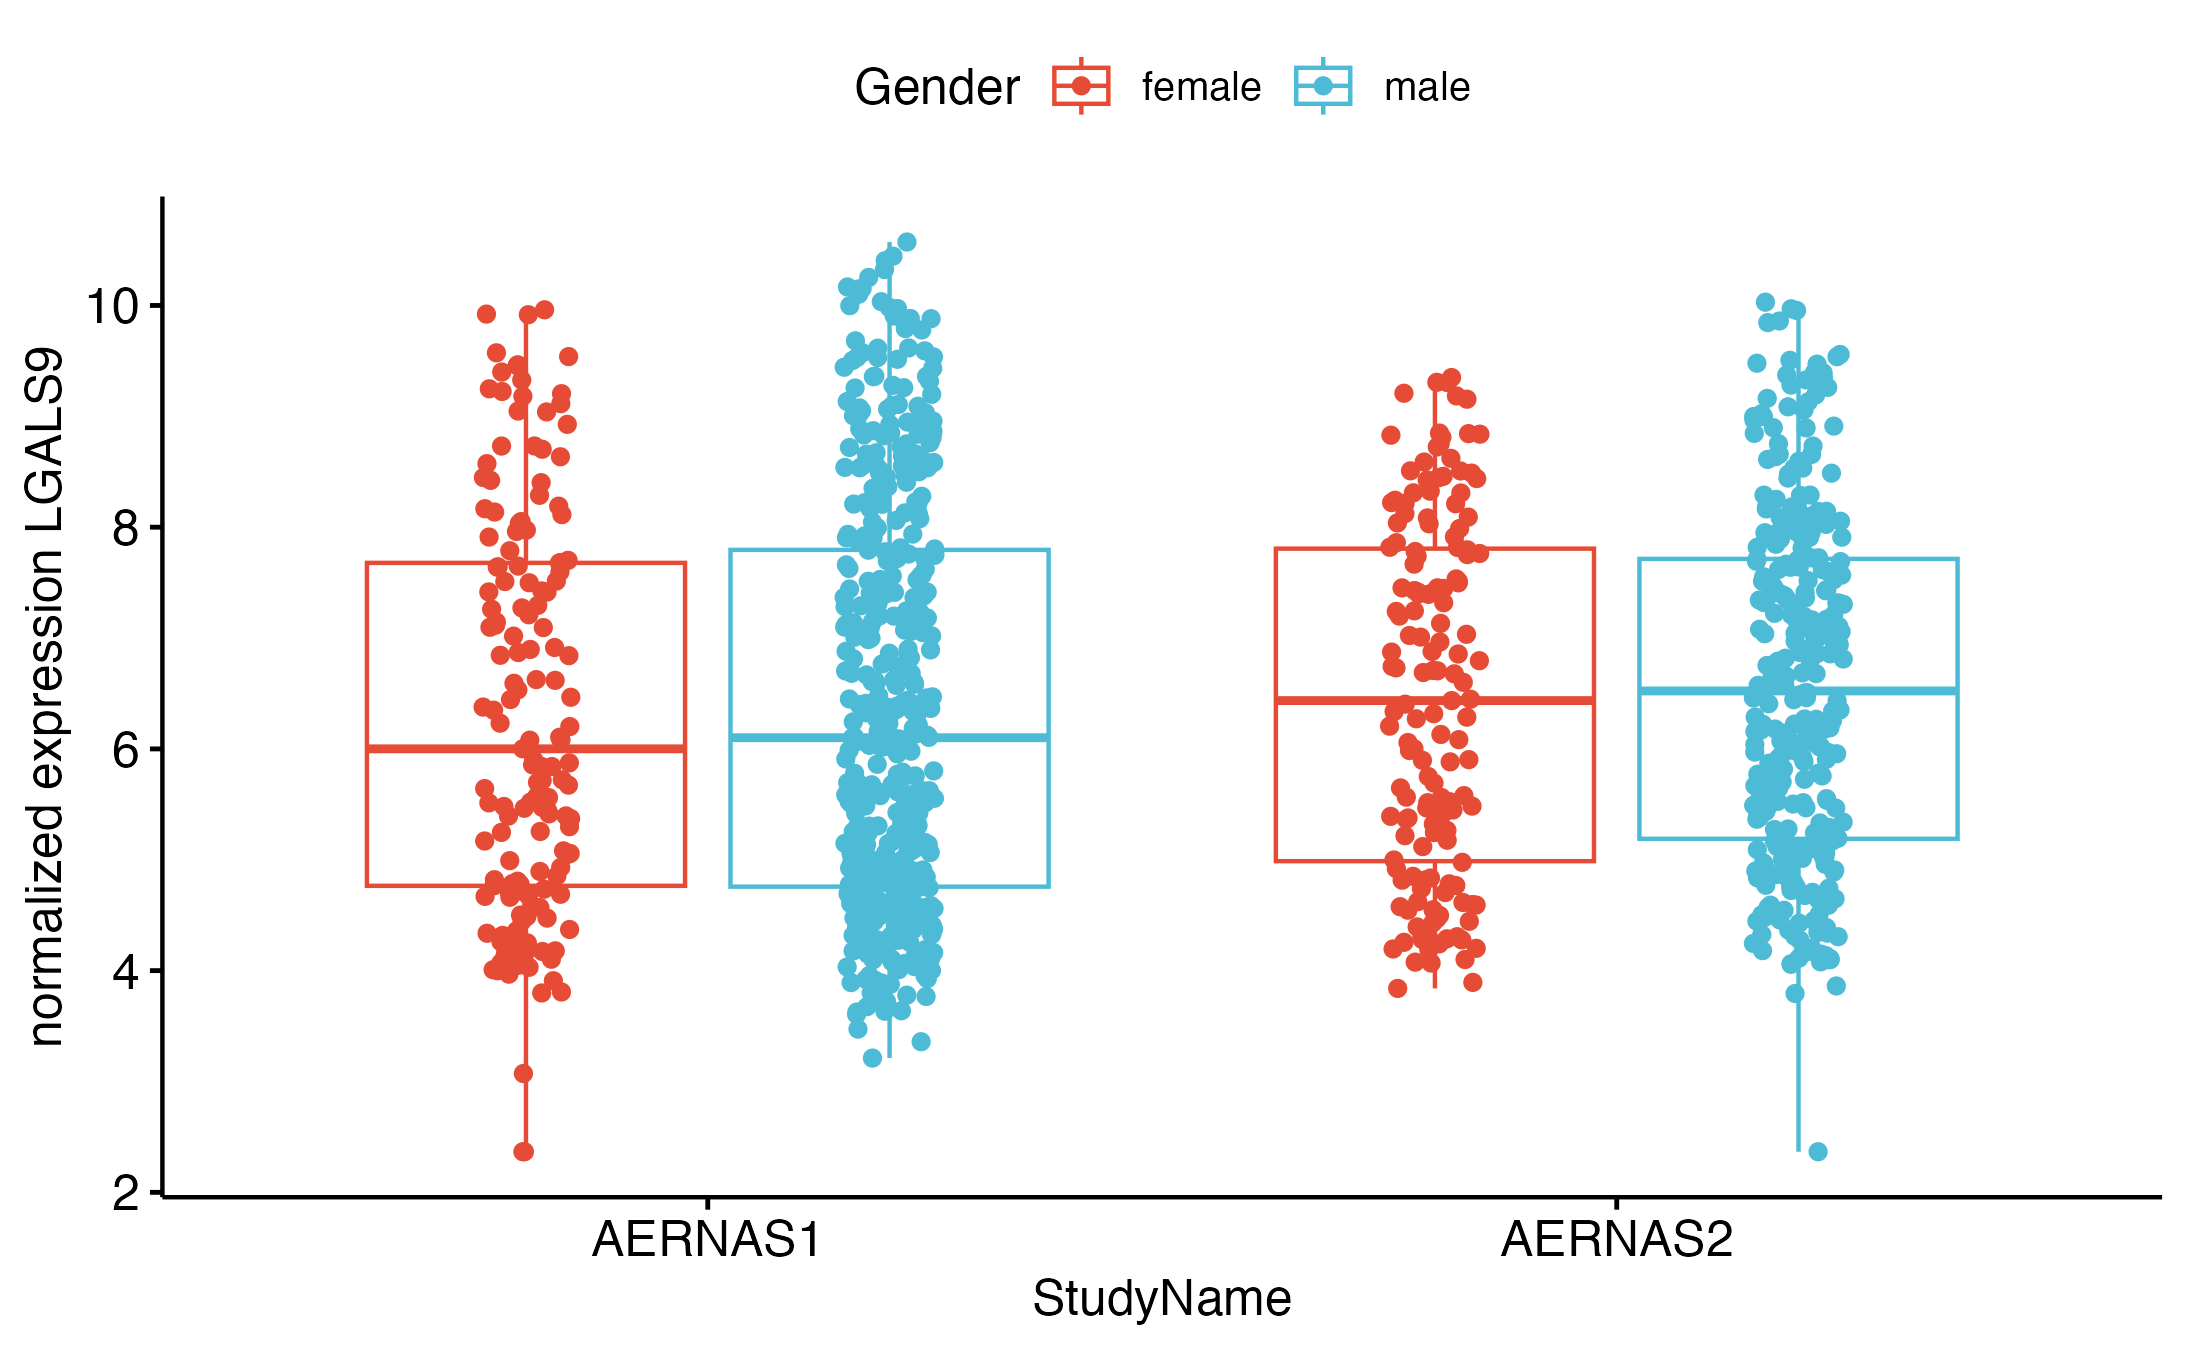 Gender female male
normalized expression LGALS9
10
8
6
4
2
AERNAS1 AERNAS2
StudyName